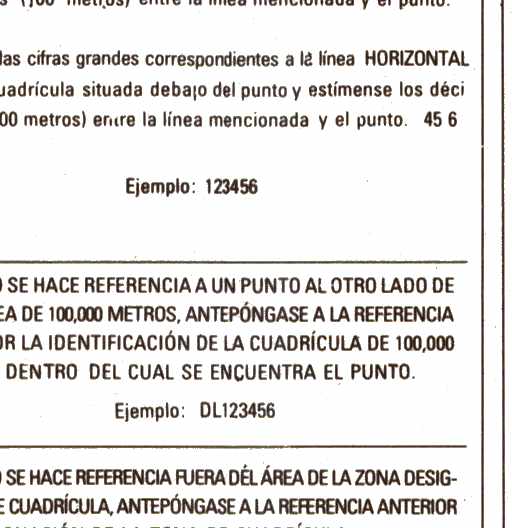 (100 metros) entre la línea mencionada y el punto.
las cifras grandes correspondientes a la línea HORIZONTAL
uadrícula situada debajo del punto y estímense los déci
00 metros) entre la línea mencionada y el punto. 45 6
Ejemplo: 123456
O SE HACE REFERENCIA A UN PUNTO AL OTRO LADO DE
EA DE 100,000 METROS, ANTEPÓNGASE A LA REFERENCIA
OR LA IDENTIFICACIÓN DE LA CUADRÍCULA DE 100,000
DENTRO DEL CUAL SE ENCUENTRA EL PUNTO.
Ejemplo: DL123456
O SE HACE REFERENCIA FUERA DÉL ÁREA DE LA ZONA DESIG-
E CUADRÍCULA, ANTEPÓNGASE A LA REFERENCIA ANTERIOR